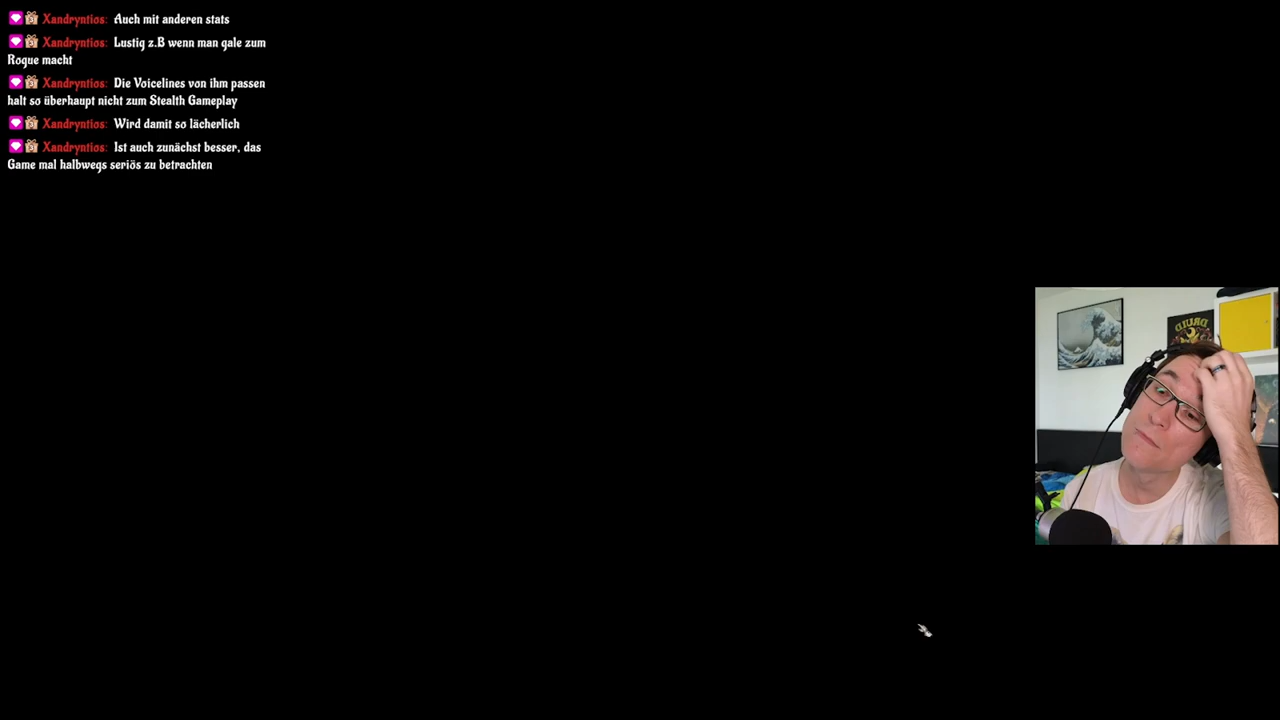 Xandryntios: Auch mit anderen stats
Xandryntios: Lustig z.B wenn man gale zum
Rogue macht
Xandryntios: Die Voicelines von ihm passen
halt so überhaupt nicht zum Stealth Gameplay
Xandryntios: Wird damit so lächerlich
Xandryntios: Ist auch zunächst besser, das
Game mal halbwegs seriös zu betrachten
DRUID